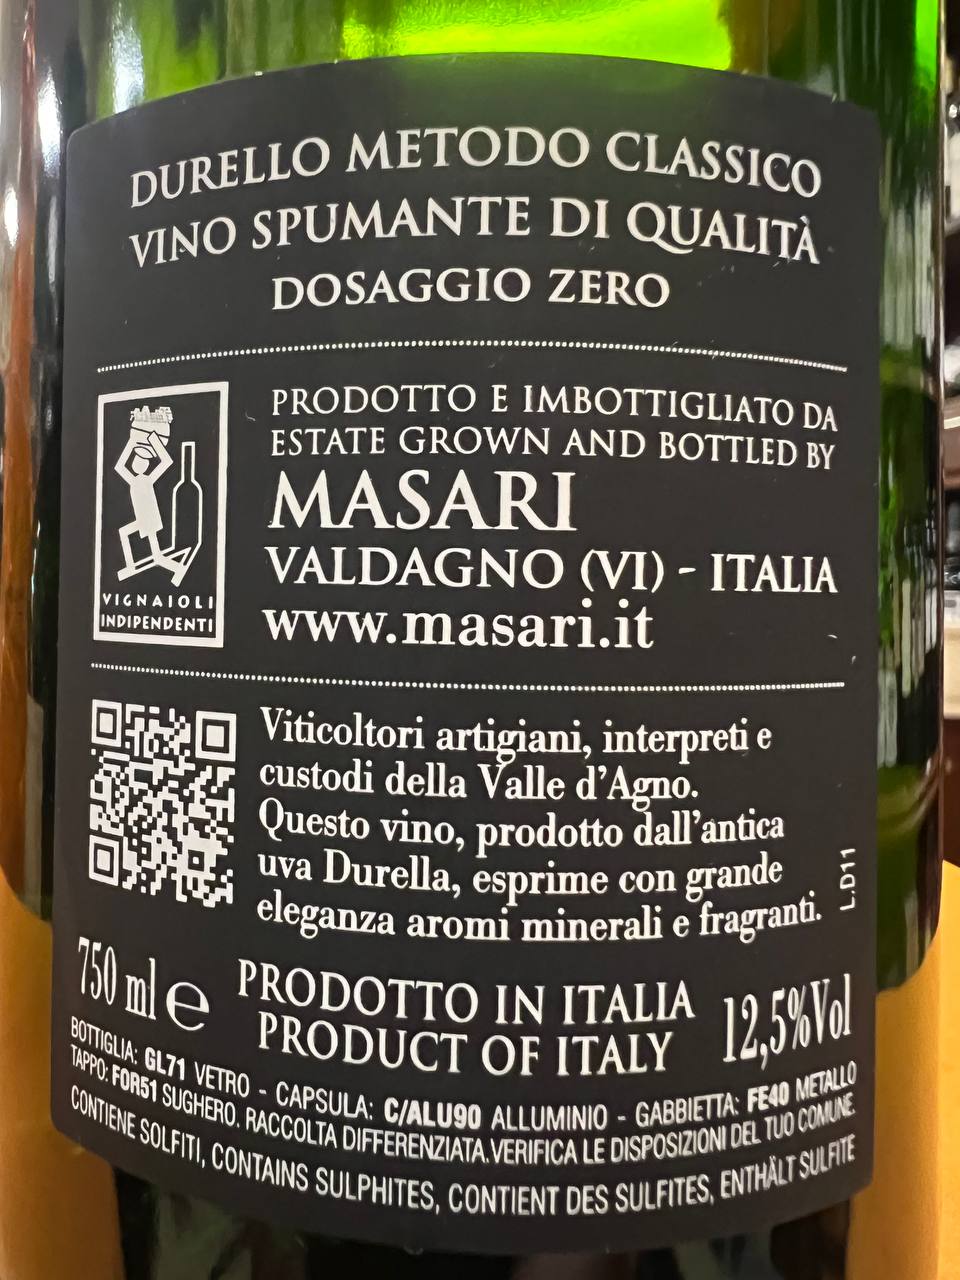 DURELLO METODO CLASSICO
VINO SPUMANTE DI QUALITÀ
DOSAGGIO ZERO
PRODOTTO E IMBOTTIGLIATO DA
ESTATE GROWN AND BOTTLED BY
MASARI
VALDAGNO (VI) - ITALIA
www.masari.it
VIGNAIOLI
INDIPENDENTI
Viticoltori artigiani, interpreti e
custodi della Valle d'Agno.
Questo vino, prodotto dall'antica
uva Durella, esprime con grande
eleganza aromi minerali e fragranti.
L.D11
750 ml e
PRODOTTO IN ITALIA
PRODUCT OF ITALY
12,5%Vol
BOTTIGLIA: GL71 VETRO - CAPSULA: C/ALU90 ALLUMINIO - GABBIETTA: FE40 METALLO
TAPPO: FOR51 SUGHERO. RACCOLTA DIFFERENZIATA. VERIFICA LE DISPOSIZIONI DEL TUO COMUNE.
CONTIENE SOLFITI, CONTAINS SULPHITES, CONTIENT DES SULFITES, ENTHÄLT SULFITE